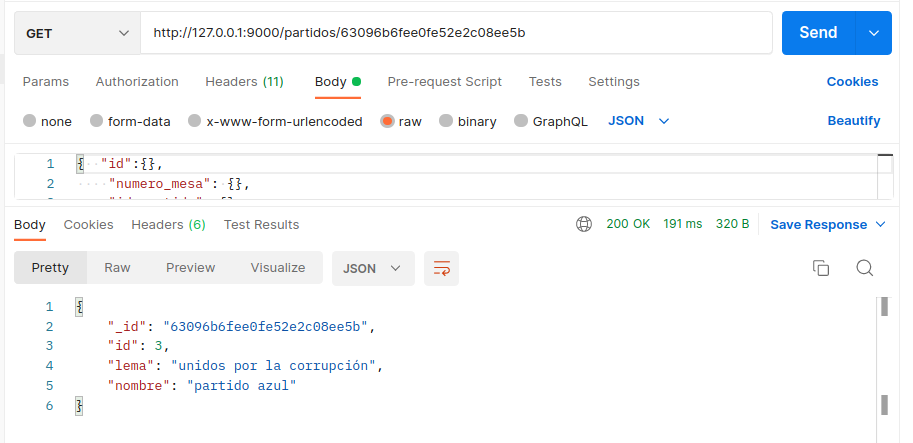 GET http://127.0.0.1:9000/partidos/63096b6fee0fe52e2c08ee5b Send
Params Authorization Headers (11) Body Pre-request Script Tests Settings Cookies
none form-data x-www-form-urlencoded raw binary GraphQL JSON Beautify
1 { "id":{},
2 "numero_mesa": {},
Body Cookies Headers (6) Test Results 200 OK 191 ms 320 B Save Response
Pretty Raw Preview Visualize JSON
1 {
2 "_id": "63096b6fee0fe52e2c08ee5b",
3 "id": 3,
4 "lema": "unidos por la corrupción",
5 "nombre": "partido azul"
6 }